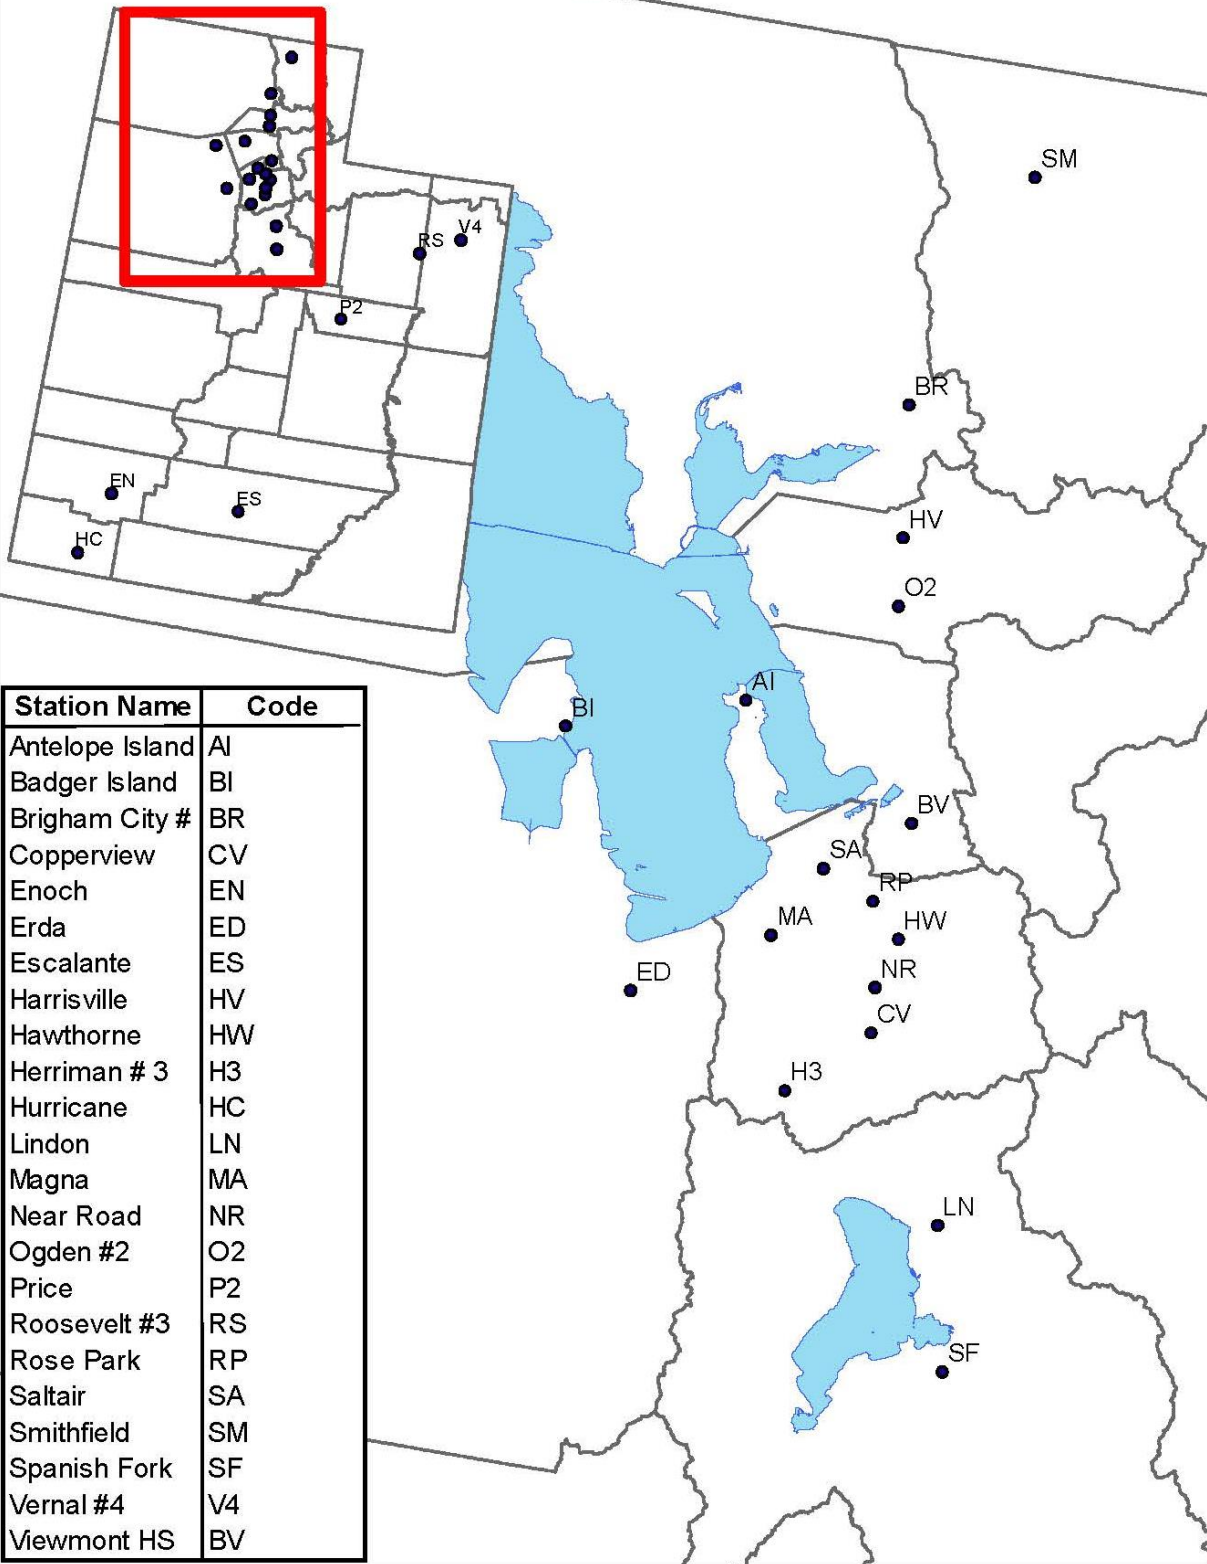 SM
V4
RS
P2
BR
EN
ES
HV
HC
O2
AI
BI
Station Name Code
Antelope Island AI
Badger Island BI
Brigham City # BR
Copperview CV
Enoch EN
Erda ED
Escalante ES
Harrisville HV
Hawthorne HW
Herriman # 3 H3
Hurricane HC
Lindon LN
Magna MA
Near Road NR
Ogden #2 O2
Price P2
Roosevelt #3 RS
Rose Park RP
Saltair SA
Smithfield SM
Spanish Fork SF
Vernal #4 V4
Viewmont HS BV
BV
SA
RP
MA
HW
ED
NR
CV
H3
LN
SF